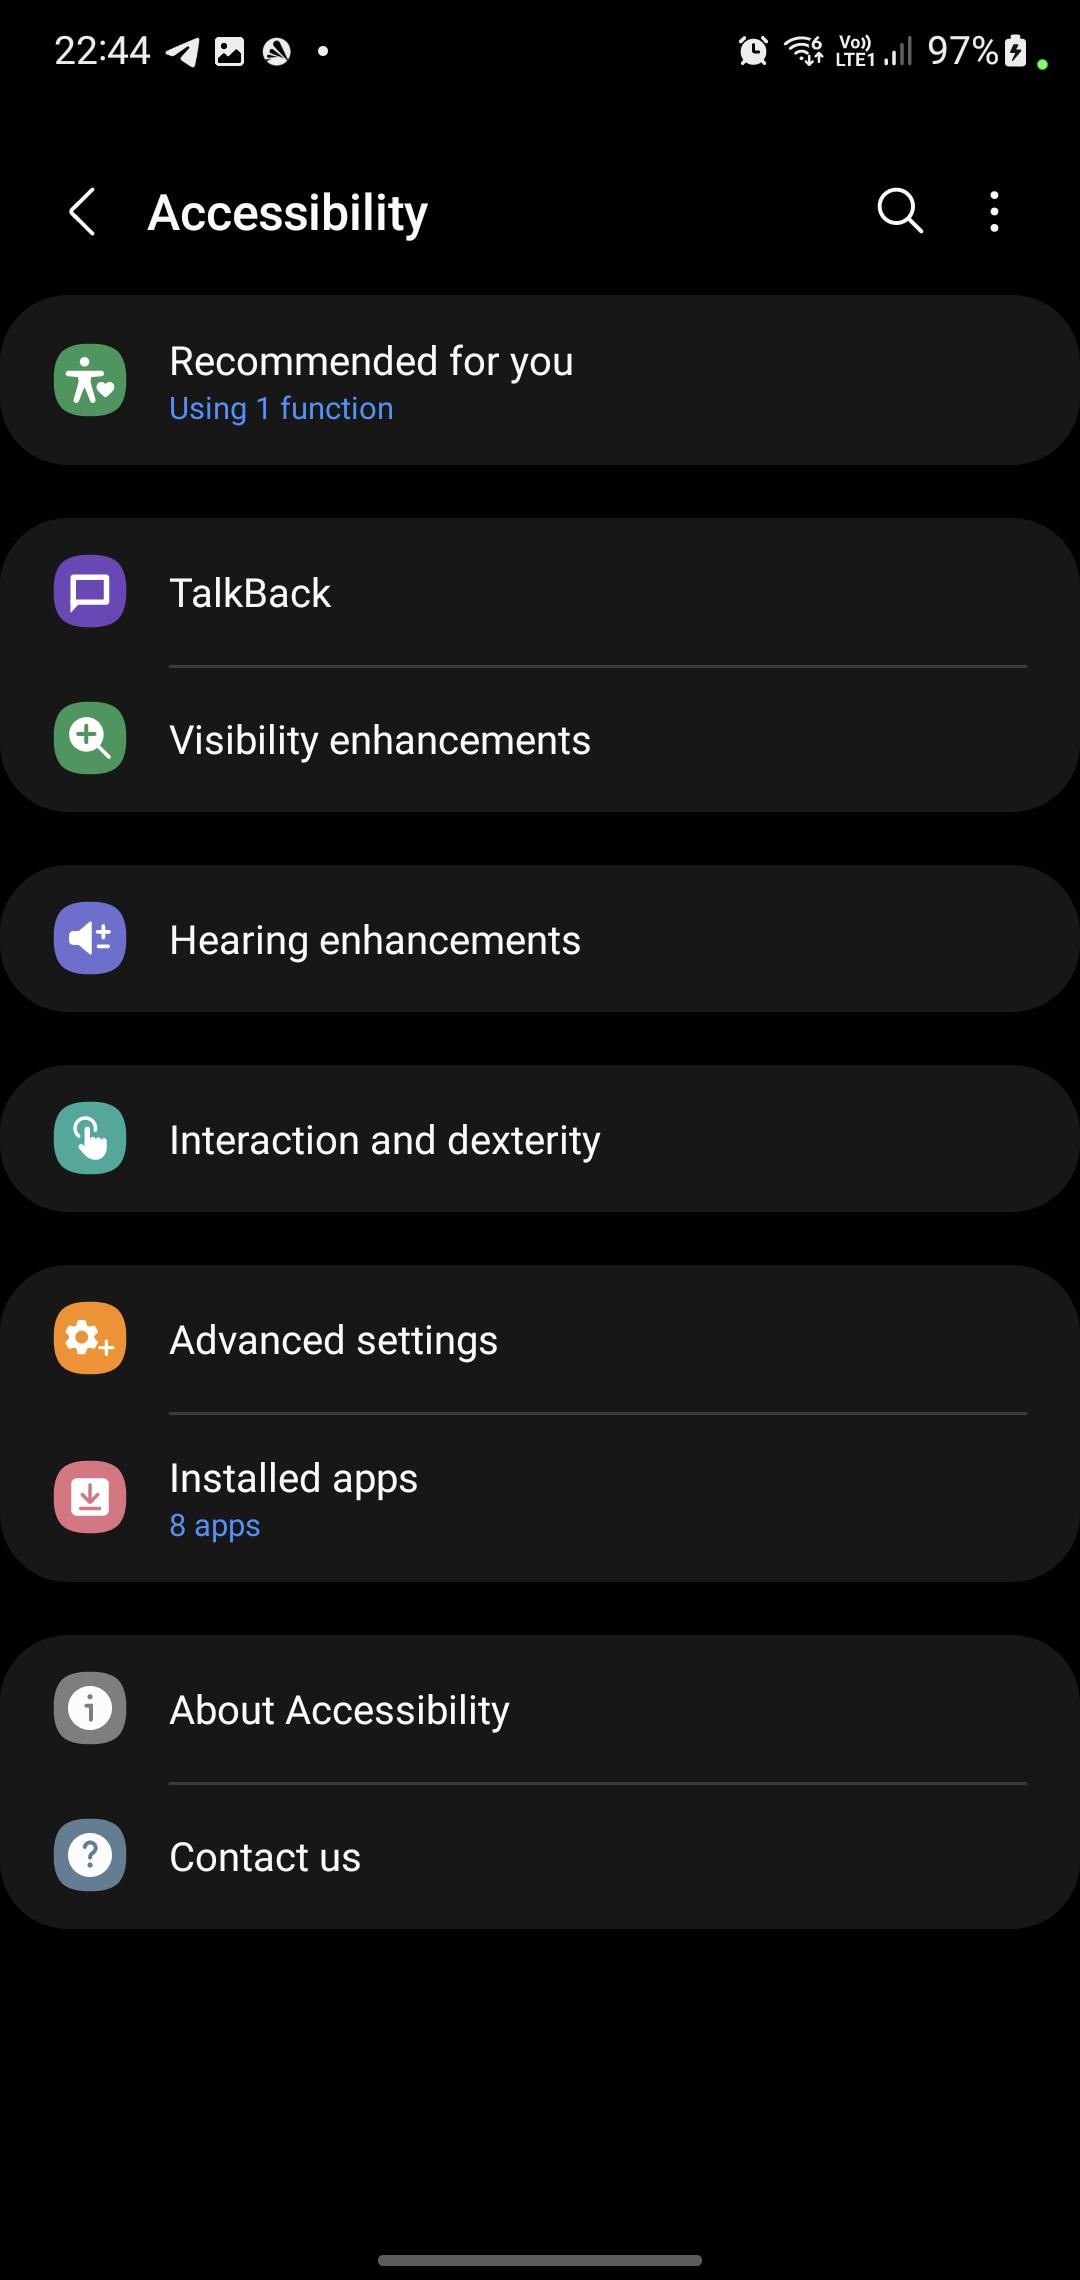 22:44
6 Vo)) LTE1 97%
Accessibility
Recommended for you
Using 1 function
TalkBack
Visibility enhancements
Hearing enhancements
Interaction and dexterity
Advanced settings
Installed apps
8 apps
About Accessibility
Contact us